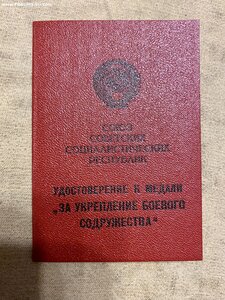 СОЮЗ
СОВЕТСКИХ
СОЦИАЛИСТИЧЕСКИХ
РЕСПУБЛИК
УДОСТОВЕРЕНИЕ К МЕДАЛИ
„ЗА УКРЕПЛЕНИЕ БОЕВОГО
СОДРУЖЕСТВА"